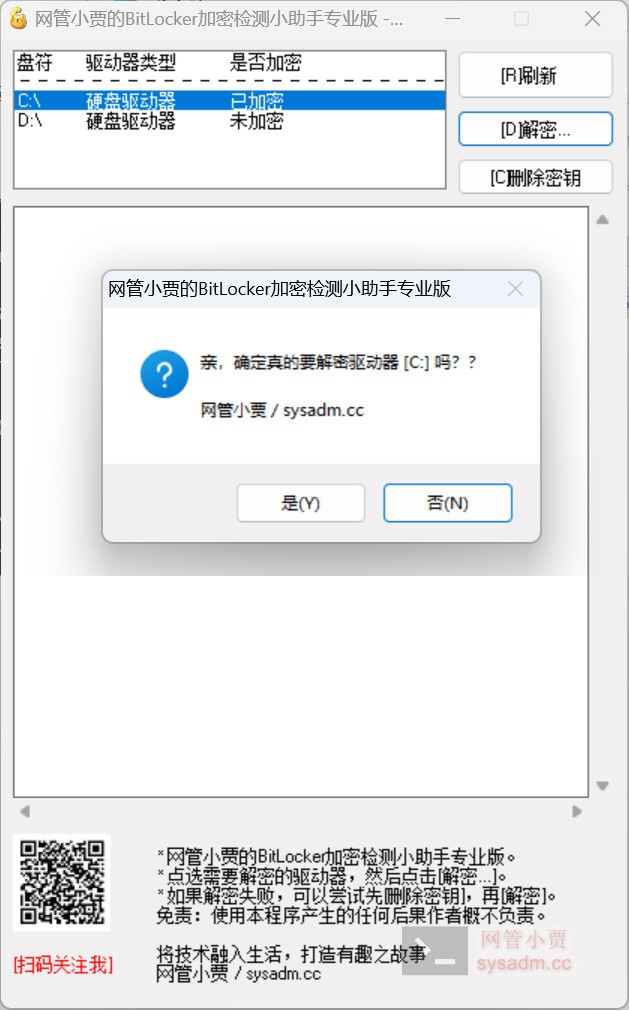 网管小贾的BitLocker加密检测小助手专业版 -...
盘符 驱动器类型 是否加密
- - - - - - - - - - - - - - - - - - - - - - - -
C:\ 硬盘驱动器 已加密
D:\ 硬盘驱动器 未加密
[R]刷新
[D]解密...
[C]删除密钥
网管小贾的BitLocker加密检测小助手专业版
亲，确定真的要解密驱动器 [C:] 吗？？
网管小贾 / sysadm.cc
是(Y)
否(N)
*网管小贾的BitLocker加密检测小助手专业版。
*点选需要解密的驱动器，然后点击[解密...]。
*如果解密失败，可以尝试先[删除密钥]，再[解密]。
免责：使用本程序产生的任何后果作者概不负责。
将技术融入生活，打造有趣之故事
网管小贾 / sysadm.cc
[扫码关注我]
网管小贾
sysadm.cc